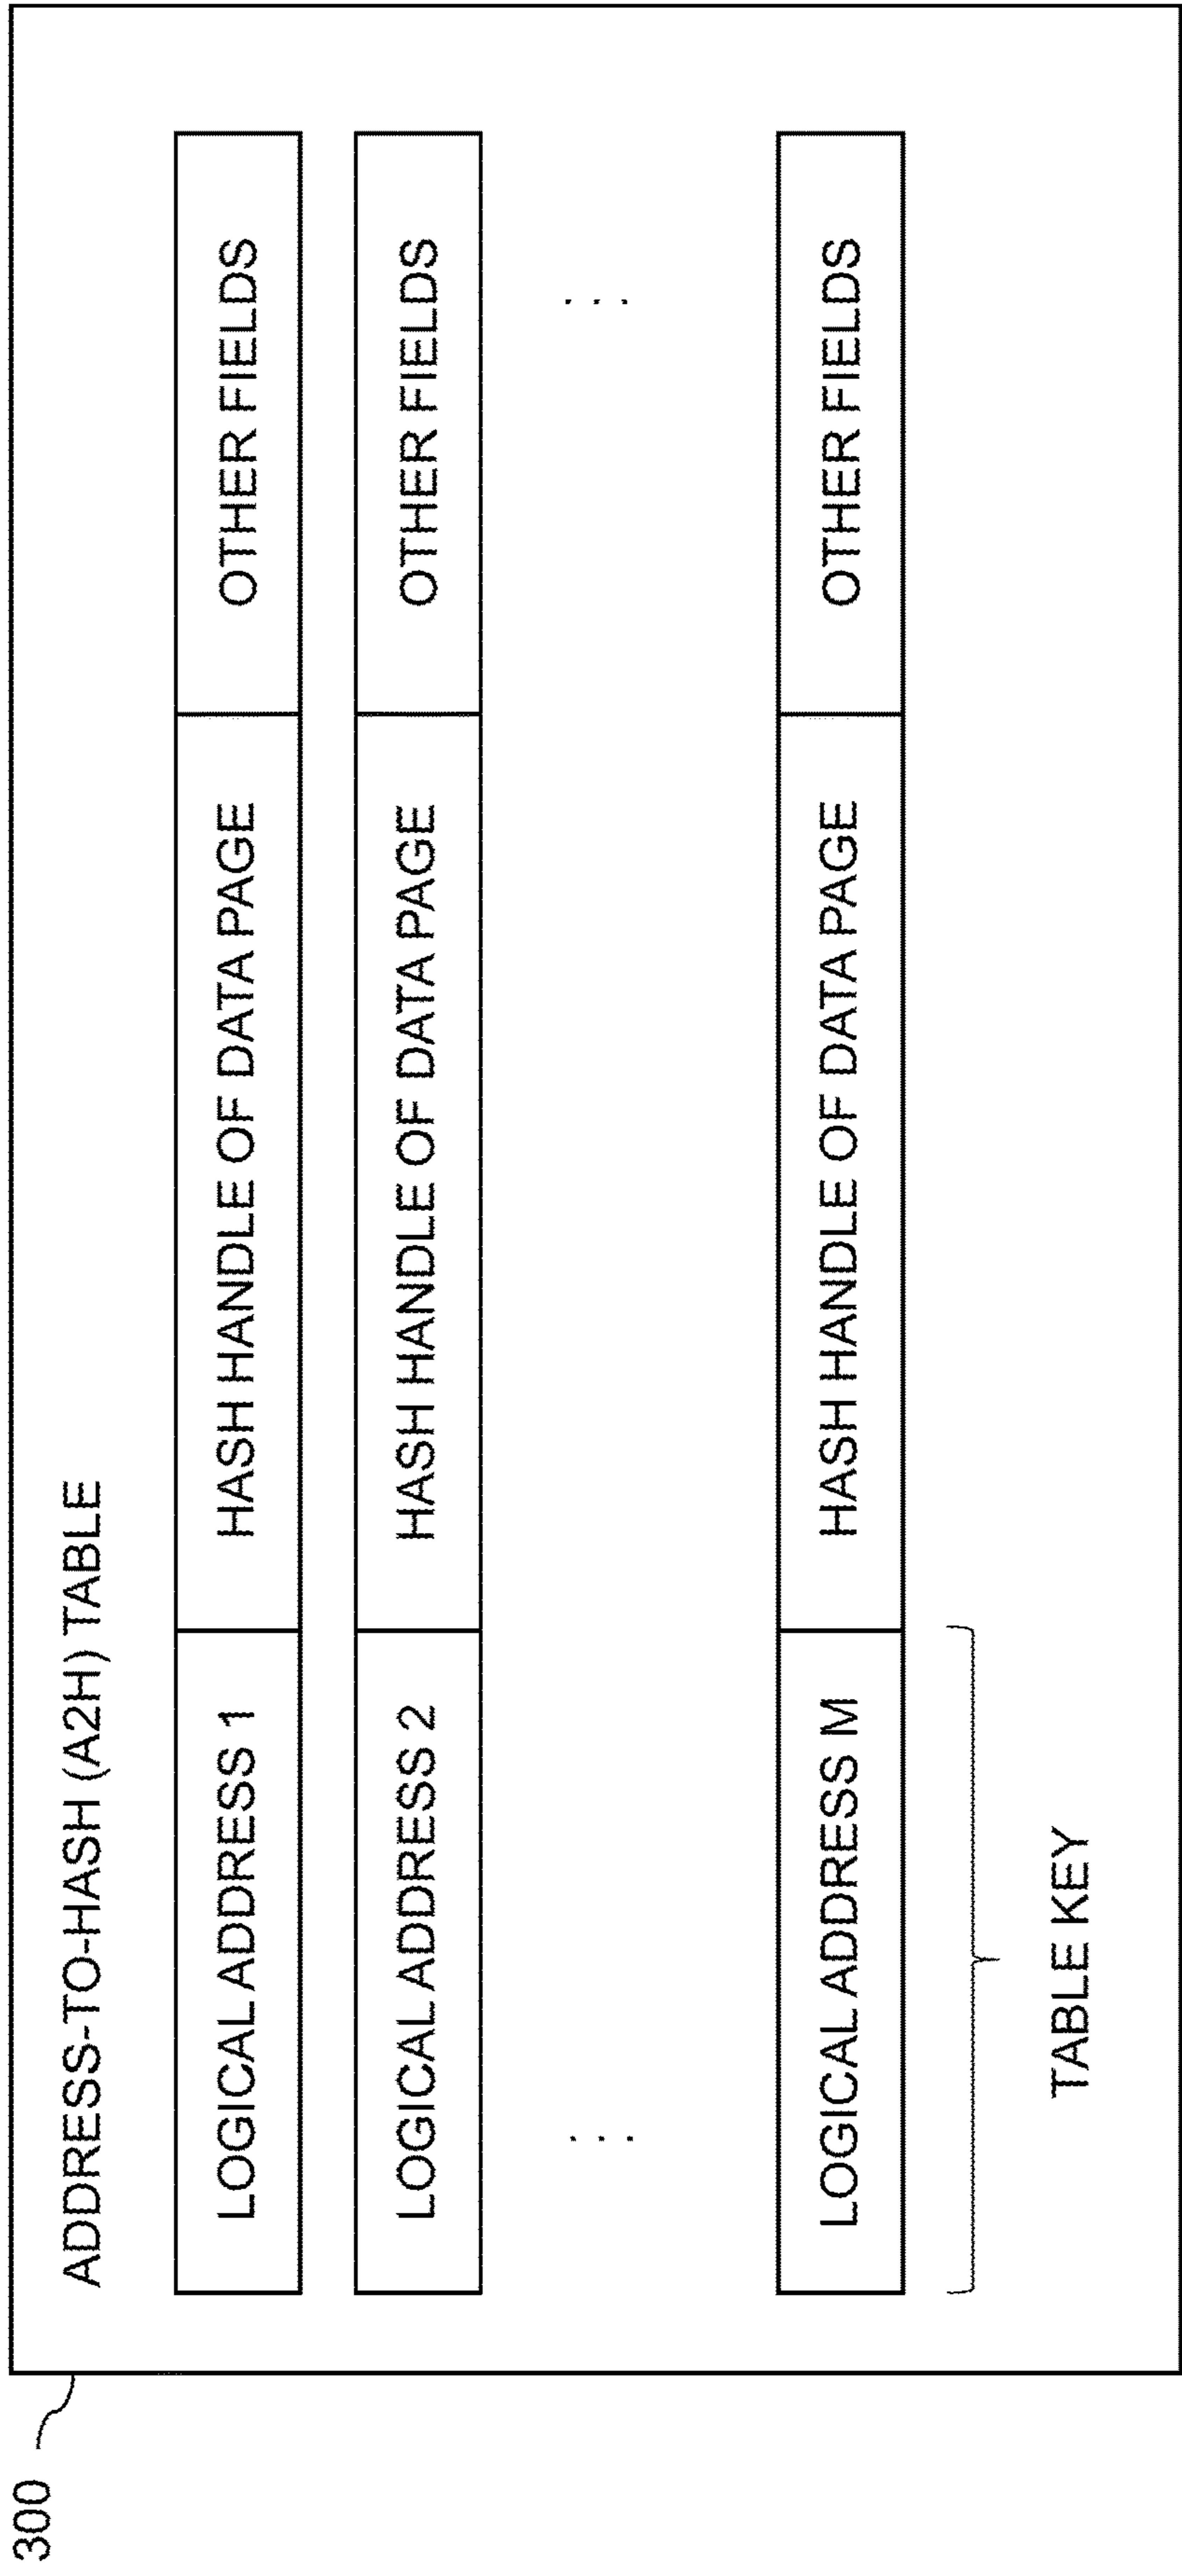 300
ADDRESS-TO-HASH (A2H) TABLE
LOGICAL ADDRESS 1 HASH HANDLE OF DATA PAGE OTHER FIELDS
LOGICAL ADDRESS 2 HASH HANDLE OF DATA PAGE OTHER FIELDS
. . . . . .
LOGICAL ADDRESS M HASH HANDLE OF DATA PAGE OTHER FIELDS
TABLE KEY